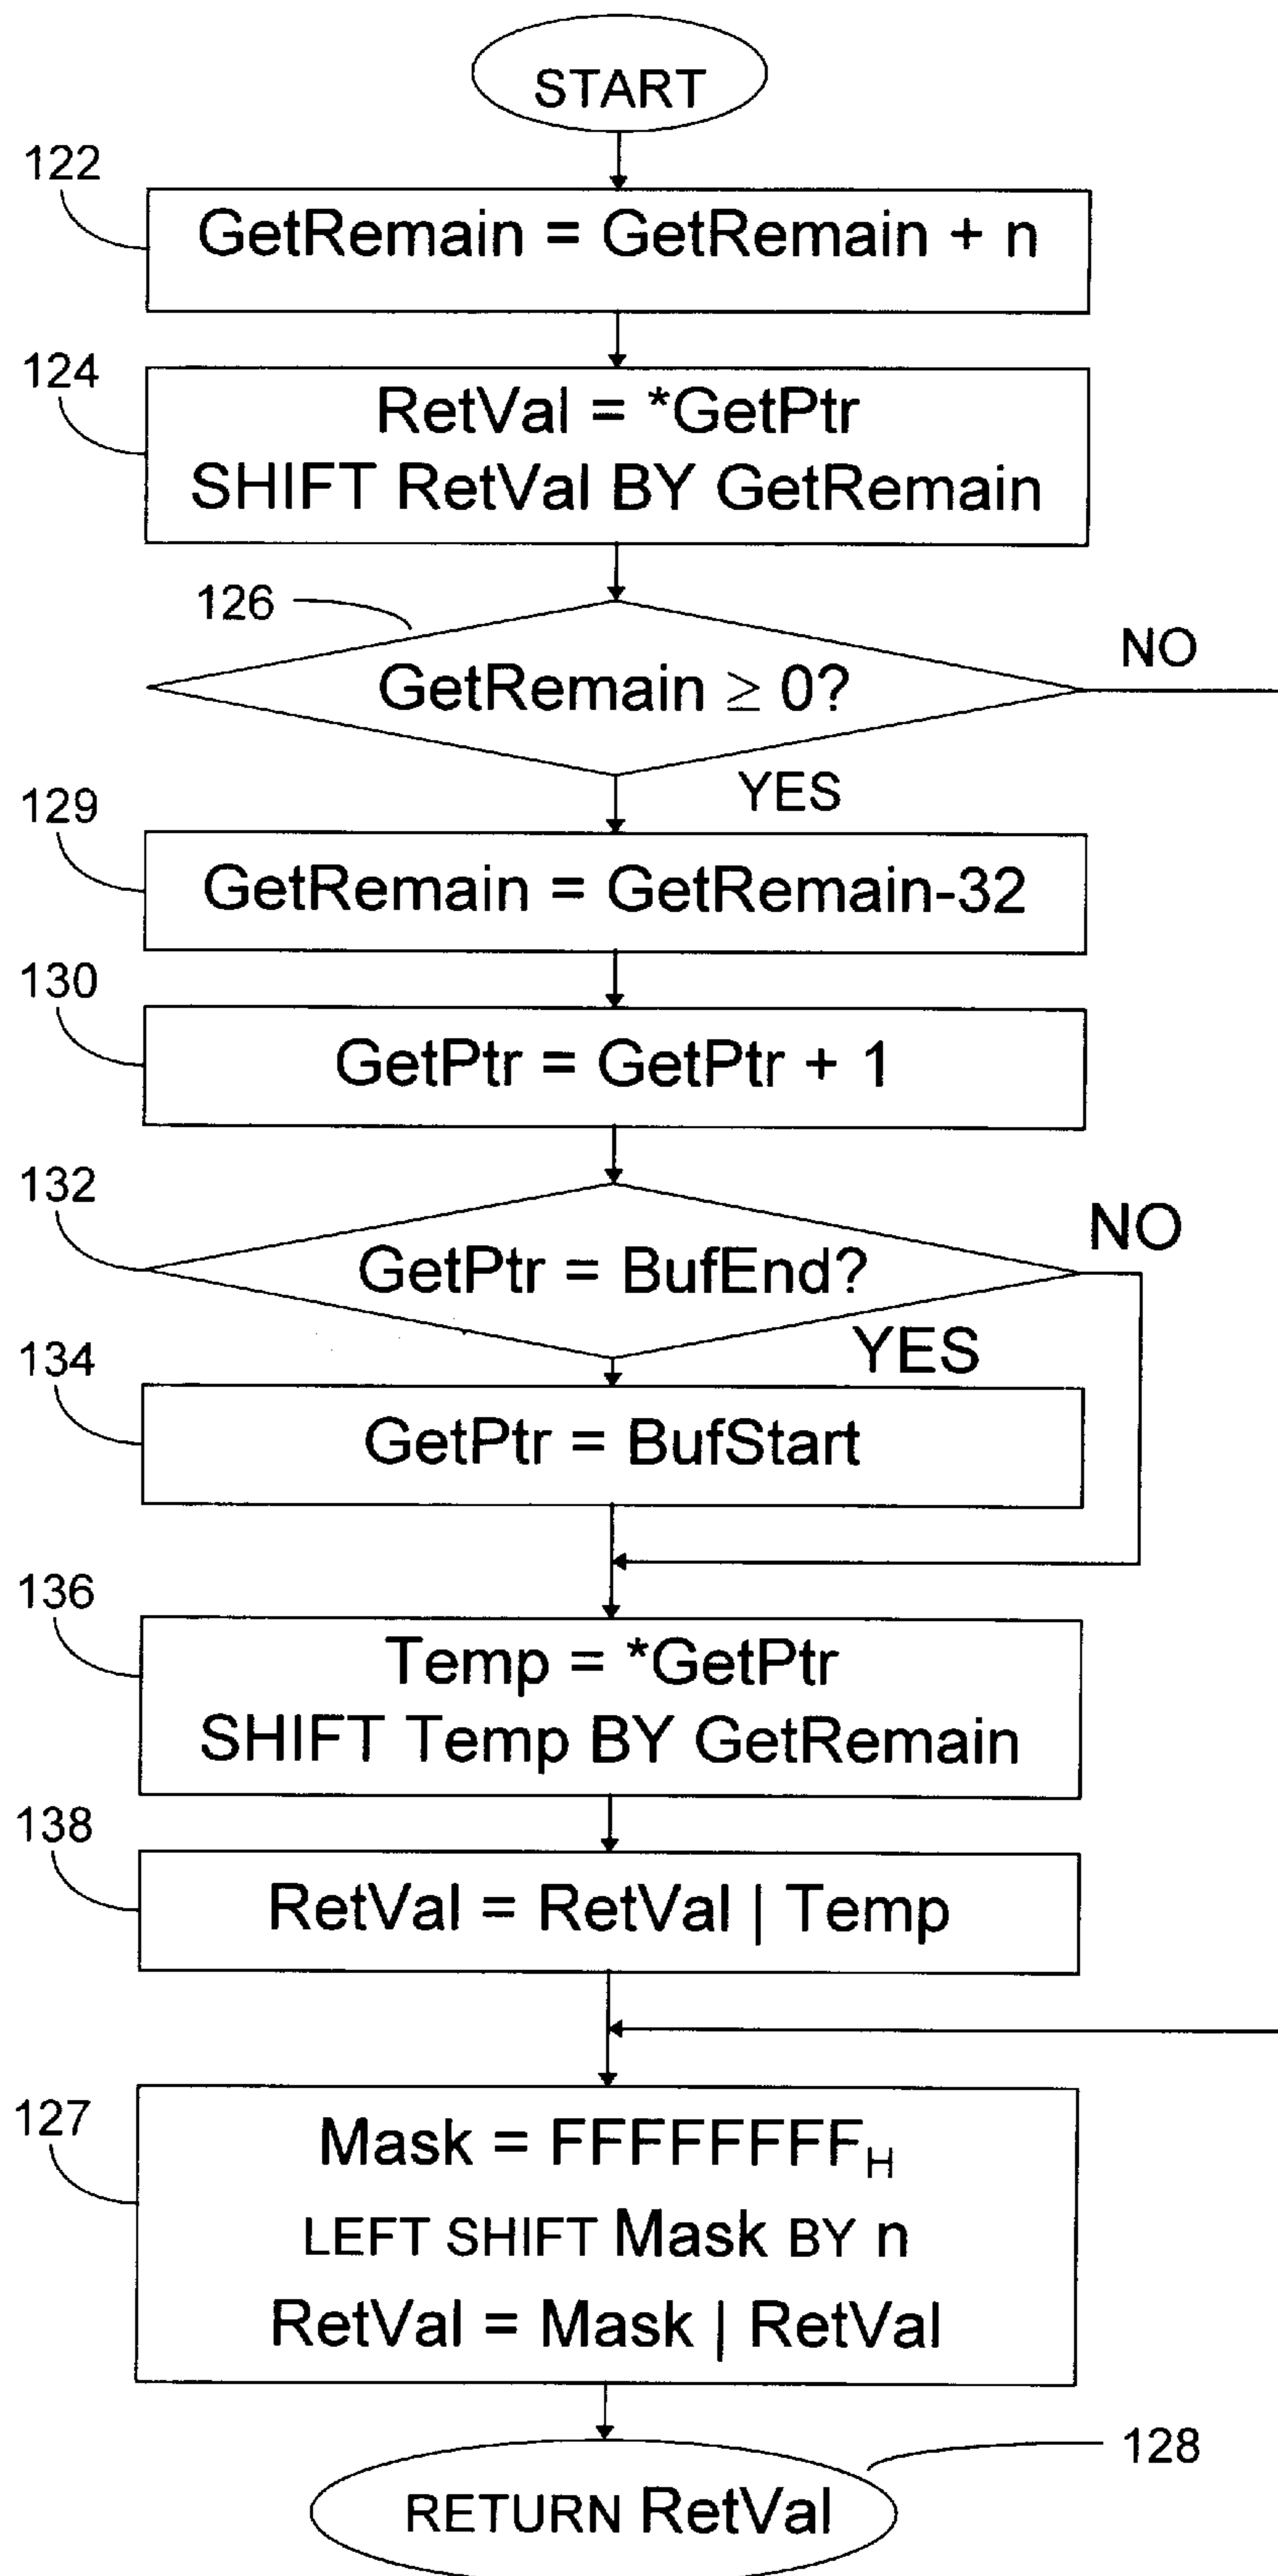 START
122
GetRemain = GetRemain + n
124
RetVal = *GetPtr
SHIFT RetVal BY GetRemain
126
GetRemain ≥ 0?
NO
YES
129
GetRemain = GetRemain-32
130
GetPtr = GetPtr + 1
132
GetPtr = BufEnd?
NO
YES
134
GetPtr = BufStart
136
Temp = *GetPtr
SHIFT Temp BY GetRemain
138
RetVal = RetVal | Temp
127
Mask = FFFFFFFFH
LEFT SHIFT Mask BY n
RetVal = Mask | RetVal
128
RETURN RetVal